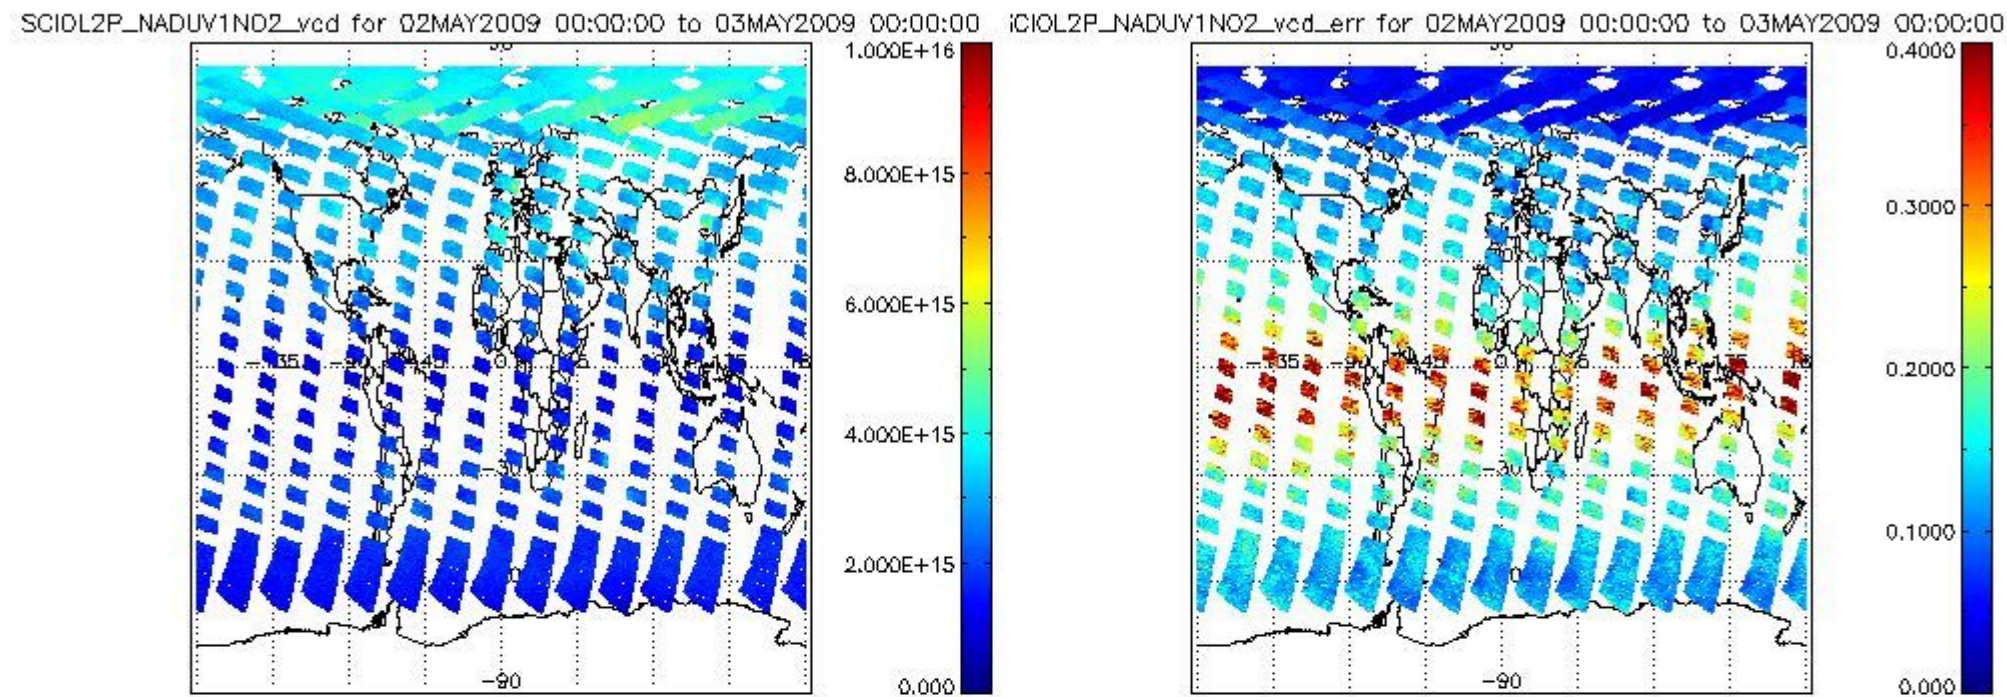 SCIOL2P_NADUV1NO2_vcd for 02MAY2009 00:00:00 to 03MAY2009 00:00:00
1.000E+16
8.000E+15
6.000E+15
4.000E+15
2.000E+15
0.000
-90
iCIOL2P_NADUV1NO2_vcd_err for 02MAY2009 00:00:00 to 03MAY2009 00:00:00
0.4000
0.3000
0.2000
0.1000
0.000
-30
-90